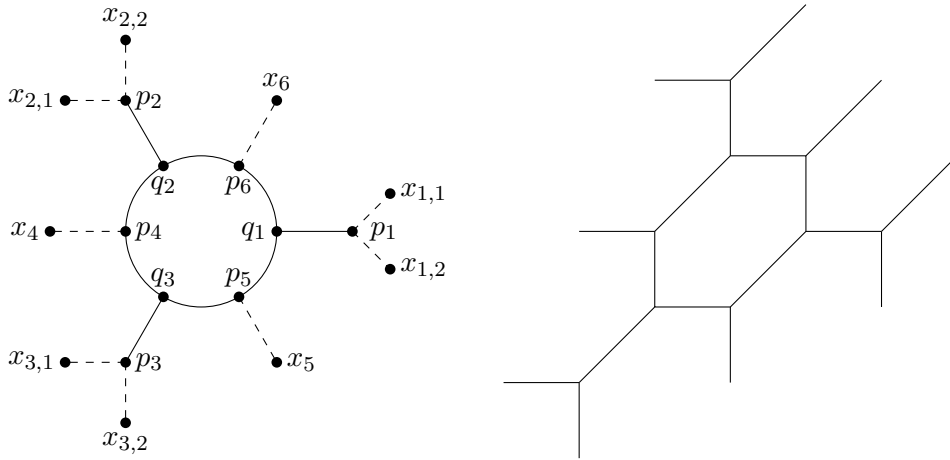 x_{2,2}
x_6
x_{2,1}
p_2
x_{1,1}
q_2
p_6
x_4
p_4
q_1
p_1
x_{1,2}
q_3
p_5
x_{3,1}
p_3
x_5
x_{3,2}